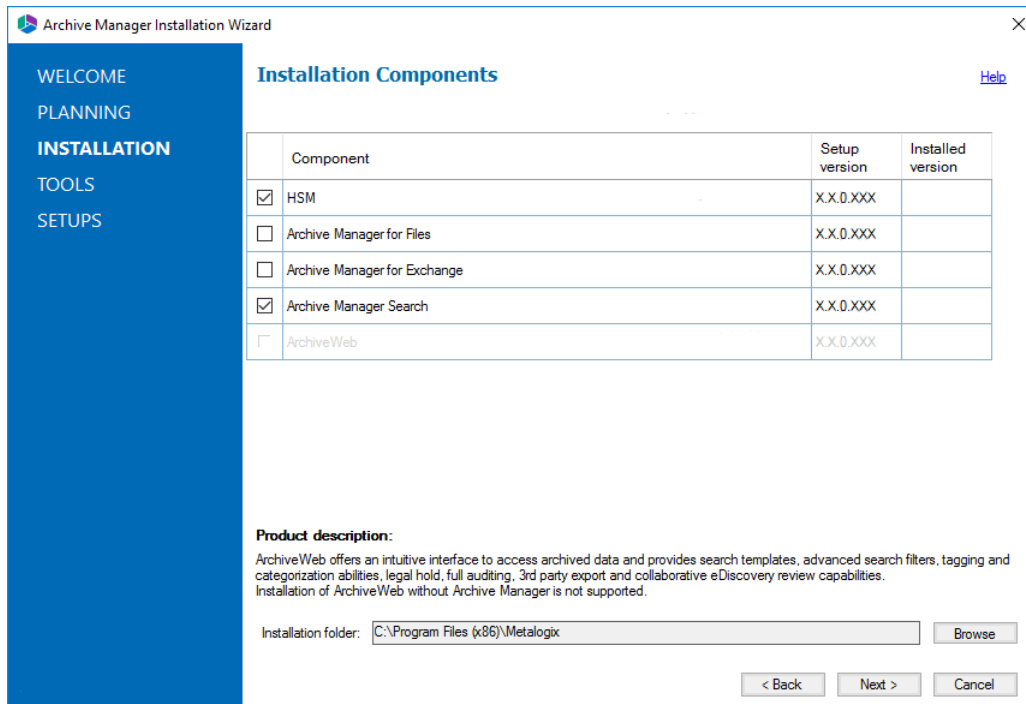 Archive Manager Installation Wizard
WELCOME
PLANNING
INSTALLATION
TOOLS
SETUPS
Installation Components
Help
Component
Setup version
Installed version
HSM X.X.0.XXX
Archive Manager for Files X.X.0.XXX
Archive Manager for Exchange X.X.0.XXX
Archive Manager Search X.X.0.XXX
ArchiveWeb X.X.0.XXX
Product description:
ArchiveWeb offers an intuitive interface to access archived data and provides search templates, advanced search filters, tagging and
categorization abilities, legal hold, full auditing, 3rd party export and collaborative eDiscovery review capabilities.
Installation of ArchiveWeb without Archive Manager is not supported.
Installation folder: C:\Program Files (x86)\Metalogix Browse
< Back Next > Cancel